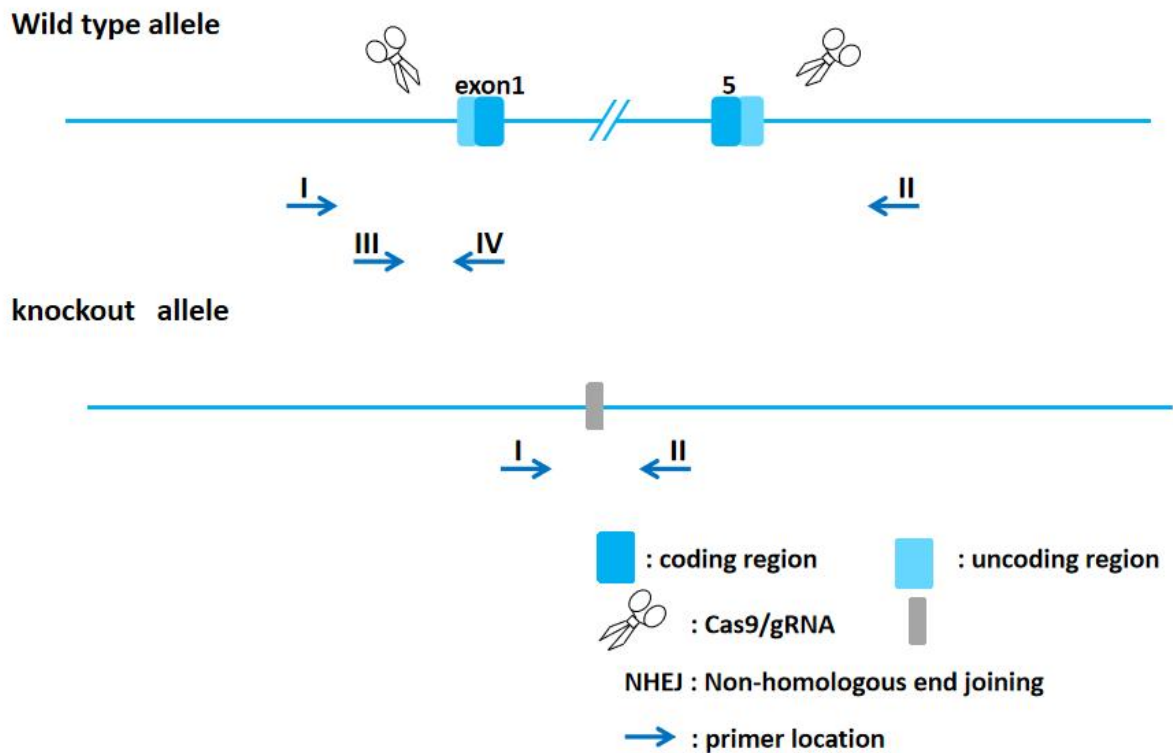 Wild type allele
exon1
5
I
II
III
IV
knockout allele
I
II
: coding region
: uncoding region
: Cas9/gRNA
NHEJ : Non-homologous end joining
: primer location